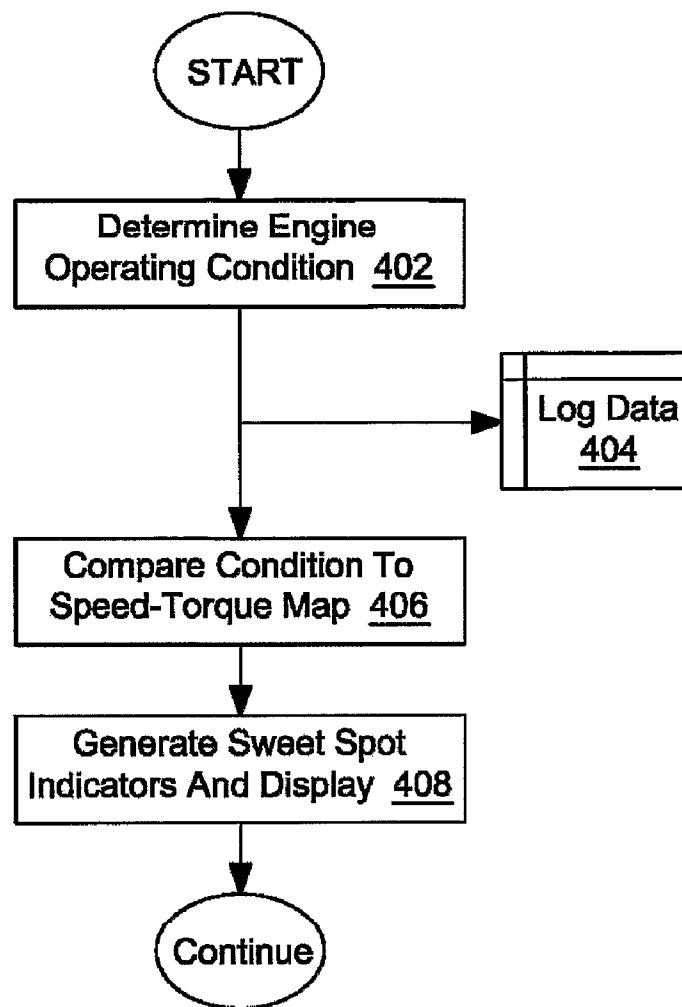 START
Determine Engine
Operating Condition 402
Log Data
404
Compare Condition To
Speed-Torque Map 406
Generate Sweet Spot
Indicators And Display 408
Continue